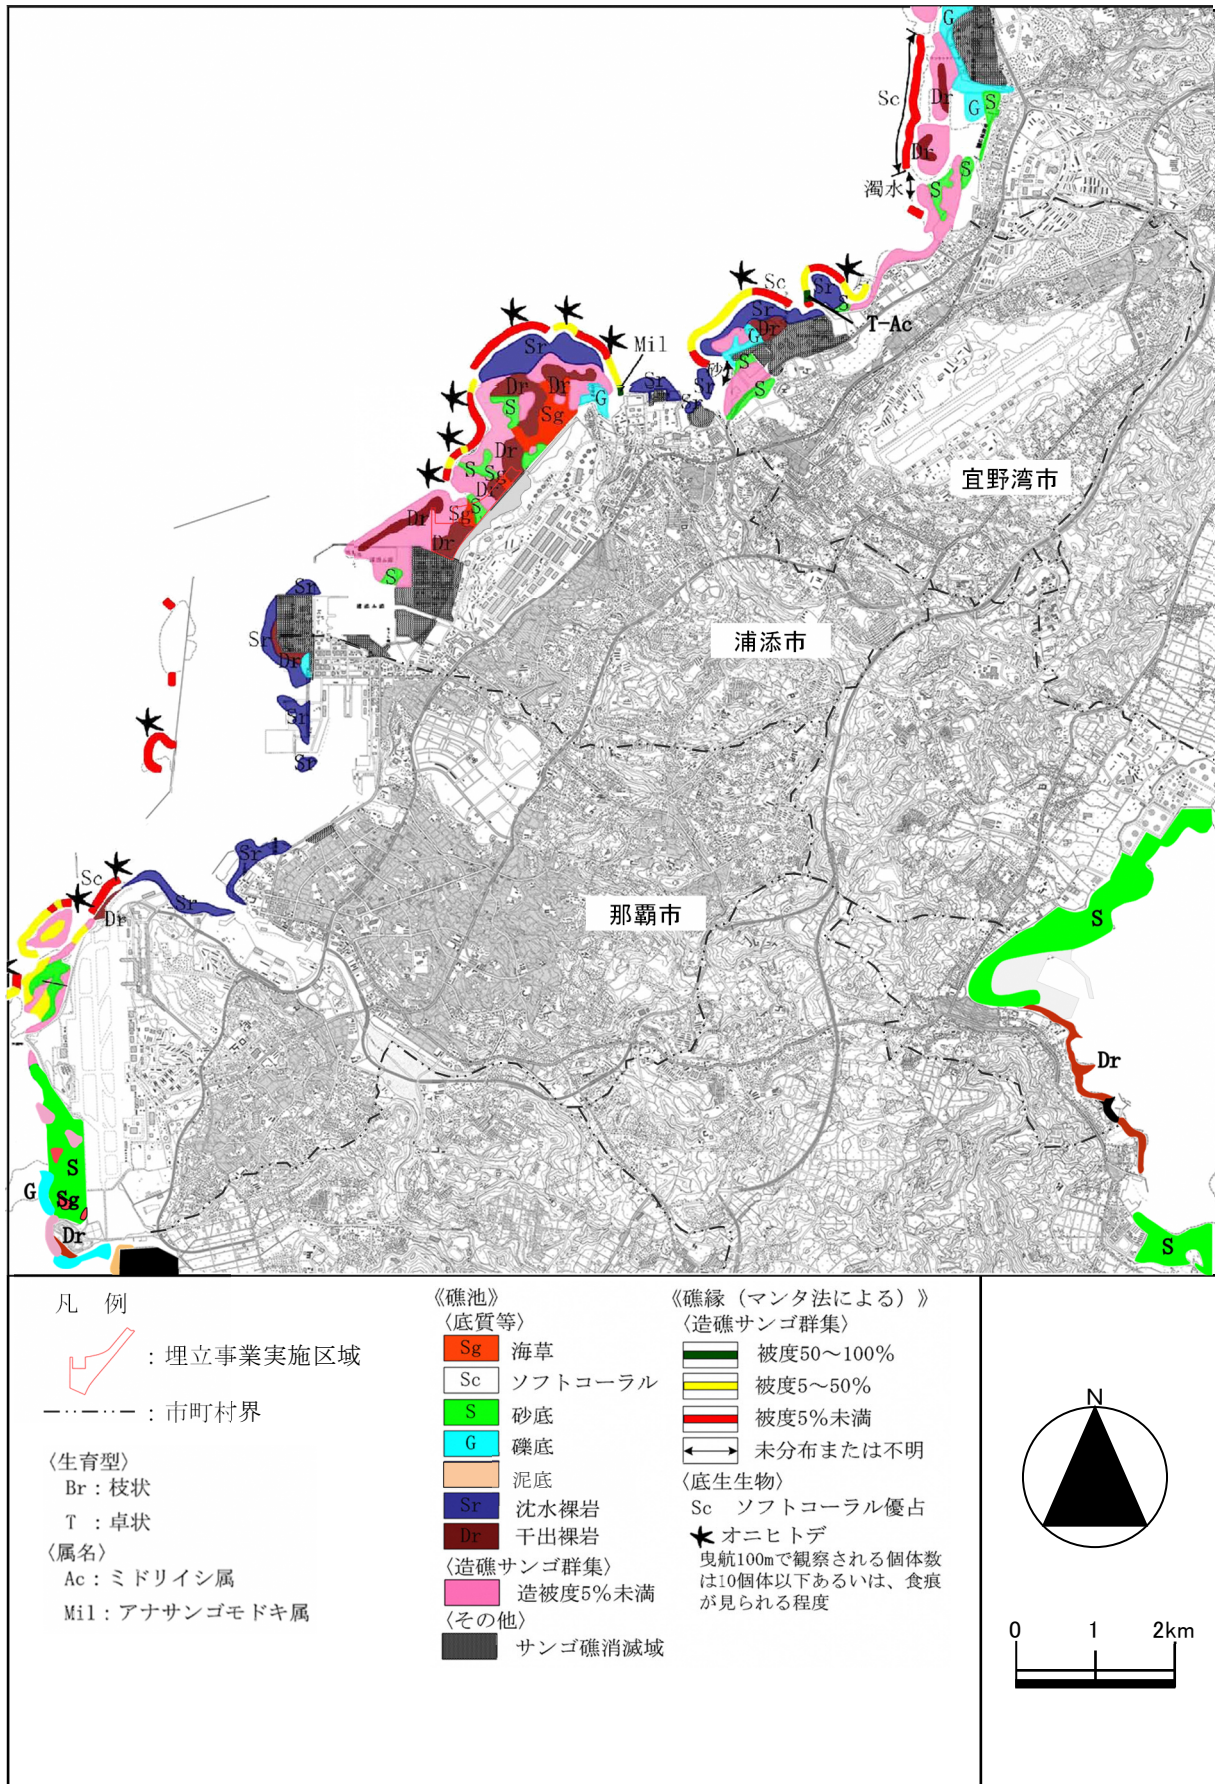 G
Sc
Dr
G
S
Dr
S
濁水
S
Sc
Sr
S
T-Ac
Sr
Dr
G
Mil
砂
S
Sr
Sr
S
Sr
Dr
Dr
G
S
Sg
Dr
S
Sg
Dr
S
Sg
Dr
Dr
S
宜野湾市
Sr
浦添市
Sr
Dr
Sr
Sr
Sr
Sc
Sr
Dr
那覇市
S
Dr
S
G
Sg
Dr
S
凡 例
:埋立事業実施区域
:市町村界
〈生育型〉
Br:枝状
T :卓状
〈属名〉
Ac:ミドリイシ属
Mil:アナサンゴモドキ属
《礁池》
〈底質等〉
Sg 海草
Sc ソフトコーラル
S 砂底
G 礫底
泥底
Sr 沈水裸岩
Dr 干出裸岩
〈造礁サンゴ群集〉
造被度5%未満
〈その他〉
サンゴ礁消滅域
《礁縁（マンタ法による）》
〈造礁サンゴ群集〉
被度50～100%
被度5～50%
被度5%未満
未分布または不明
〈底生生物〉
Sc ソフトコーラル優占
オニヒトデ
曳航100mで観察される個体数
は10個体以下あるいは、食痕
が見られる程度
N
0 1 2km